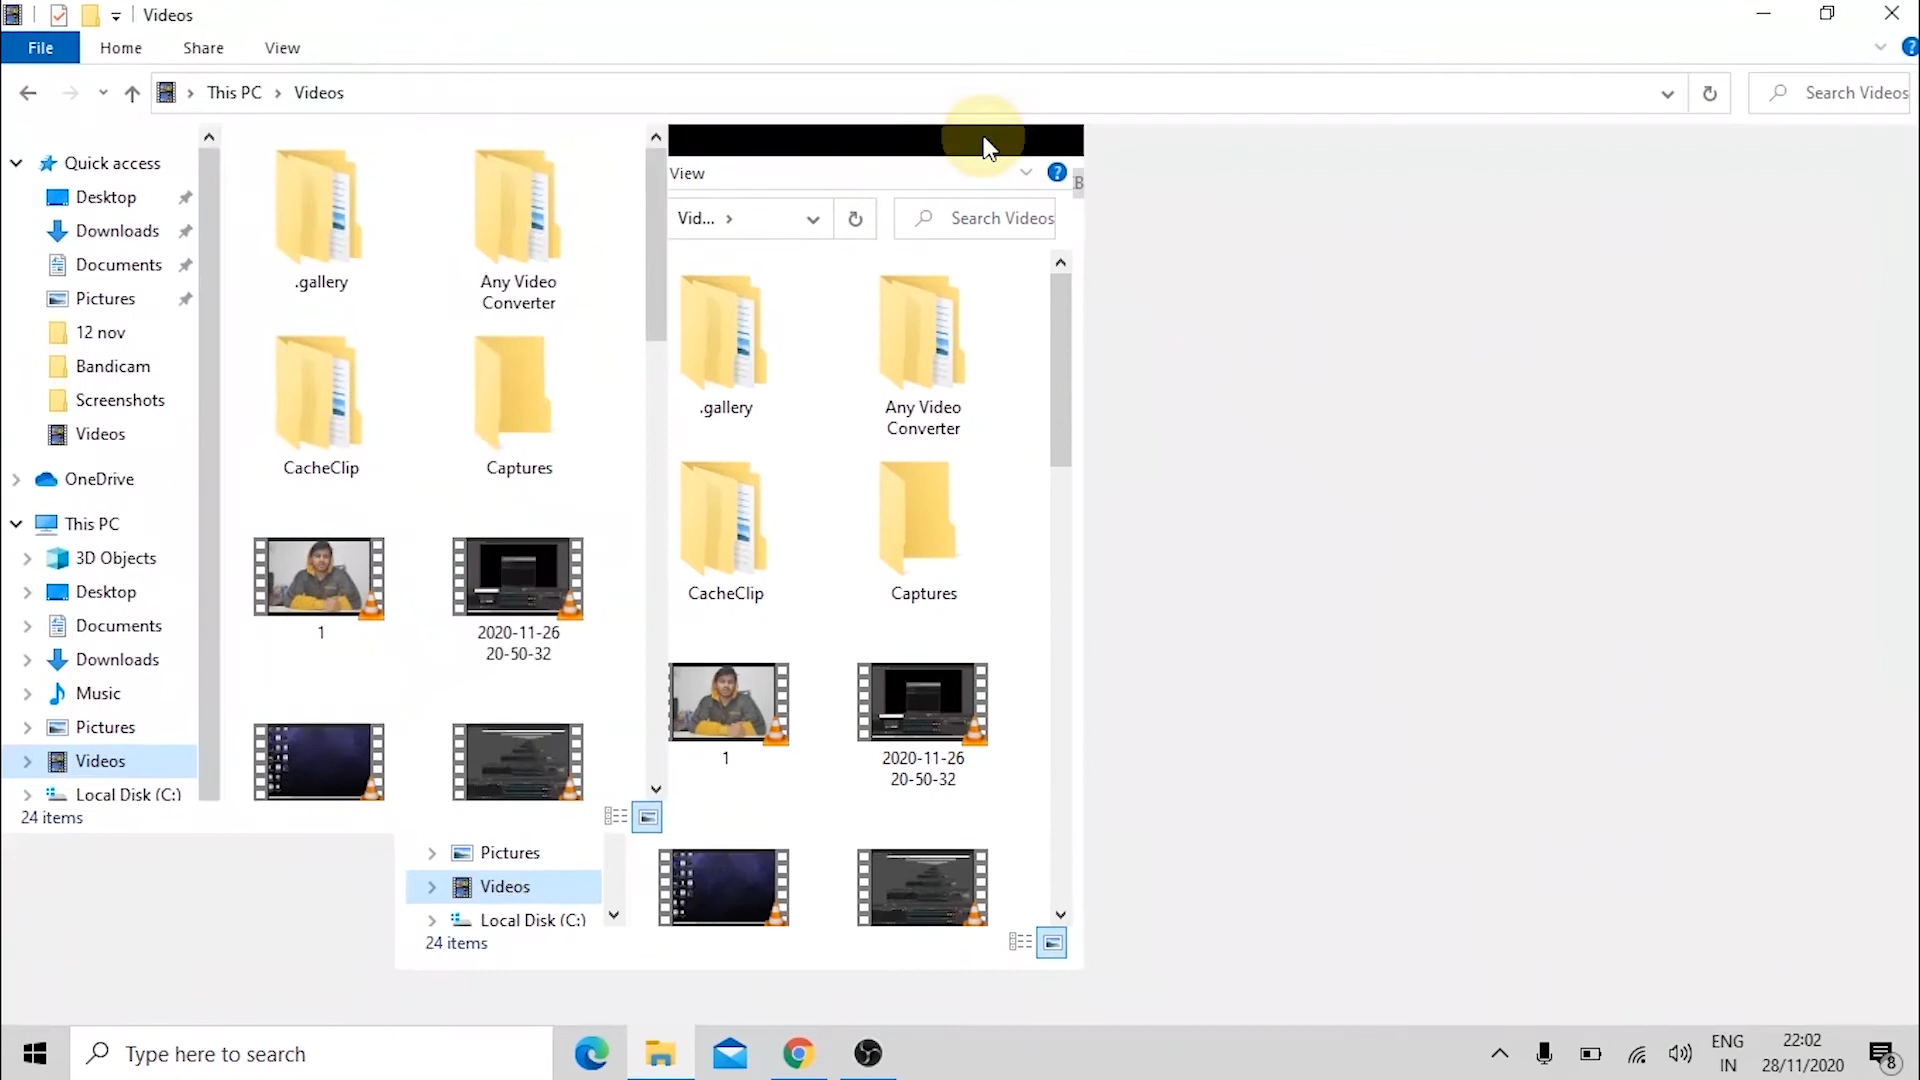 Videos
File
Home
Share
View
This PC
Videos
Search Videos
Quick access
Desktop
Downloads
Documents
Pictures
12 nov
Bandicam
Screenshots
Videos
OneDrive
This PC
3D Objects
Desktop
Documents
Downloads
Music
Pictures
Videos
Local Disk (C:)
24 items
.gallery
Any Video
Converter
CacheClip
Captures
1
2020-11-26
20-50-32
View
?
?
Vid...
Search Videos
.gallery
Any Video
Converter
CacheClip
Captures
1
2020-11-26
20-50-32
Pictures
Videos
Local Disk (C:)
24 items
Type here to search
ENG
IN
22:02
28/11/2020
8